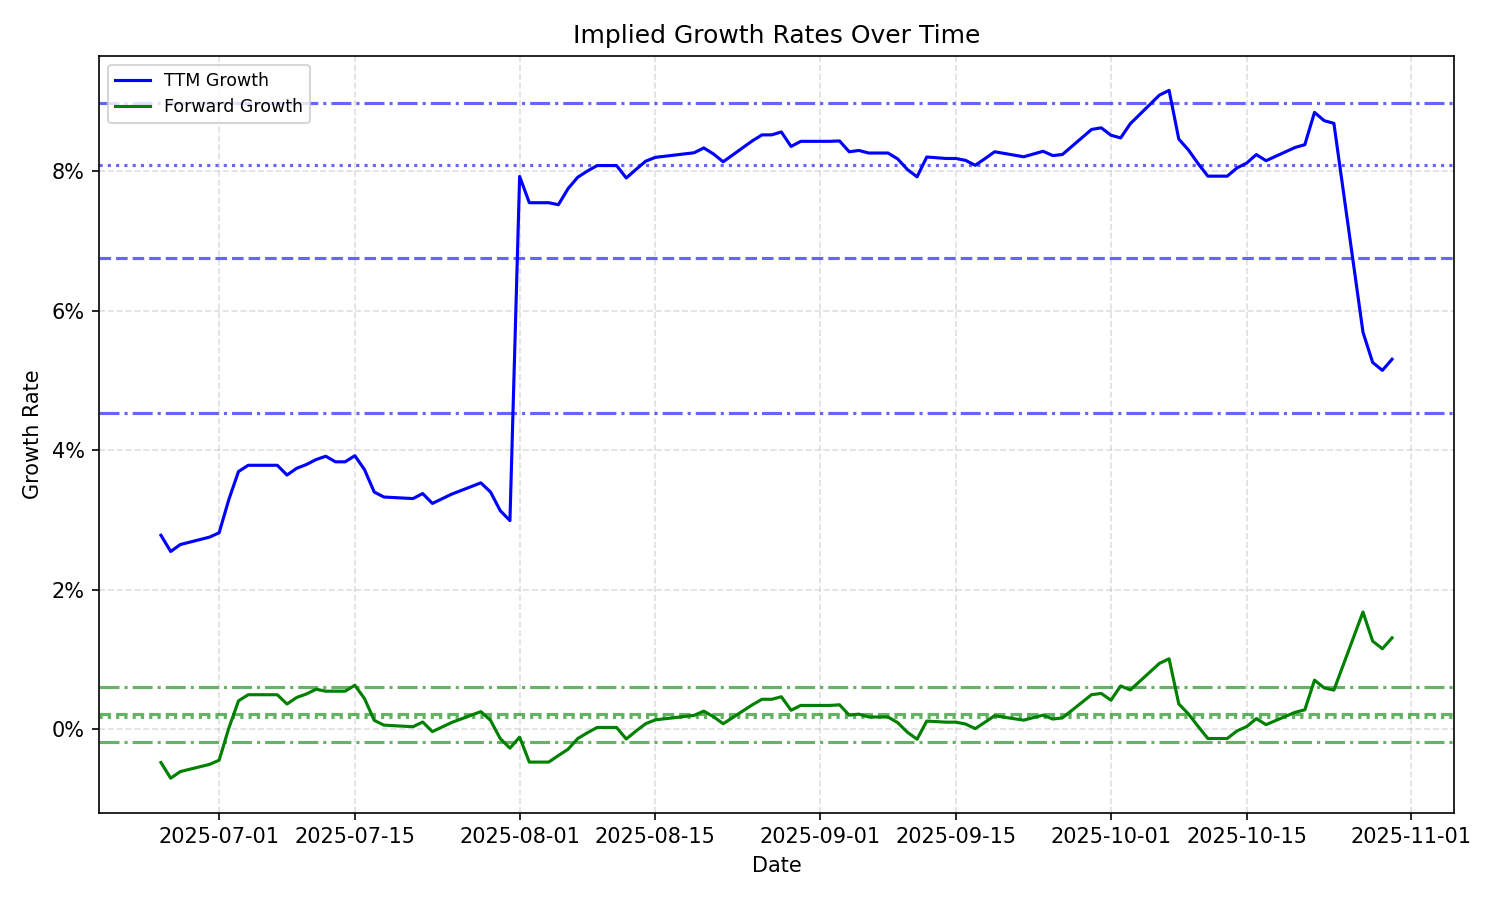 Implied Growth Rates Over Time
TTM Growth
Forward Growth
8%
6%
4%
2%
0%
Growth Rate
2025-07-01 2025-07-15 2025-08-01 2025-08-15 2025-09-01 2025-09-15 2025-10-01 2025-10-15 2025-11-01
Date